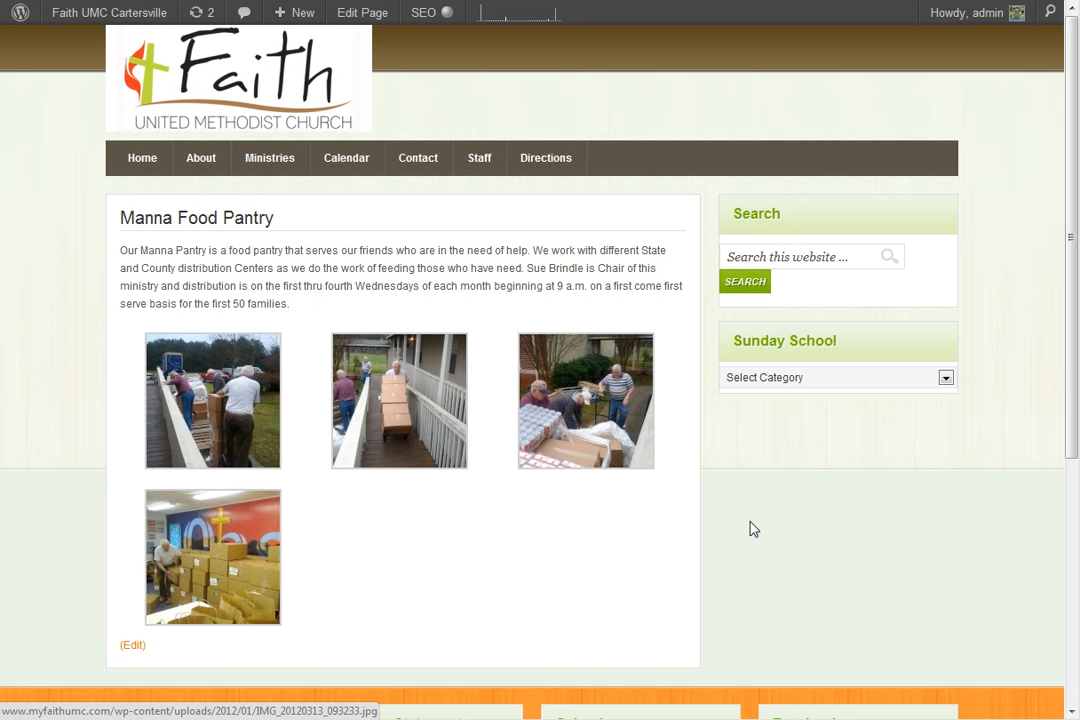 Faith UMC Cartersville 2 New Edit Page SEO Howdy, admin
Faith
UNITED METHODIST CHURCH
Home About Ministries Calendar Contact Staff Directions
Manna Food Pantry
Our Manna Pantry is a food pantry that serves our friends who are in the need of help. We work with different State
and County distribution Centers as we do the work of feeding those who have need. Sue Brindle is Chair of this
ministry and distribution is on the first thru fourth Wednesdays of each month beginning at 9 a.m. on a first come first
serve basis for the first 50 families.
(Edit)
Search
Search this website ...
SEARCH
Sunday School
Select Category
www.myfaithumc.com/wp-content/uploads/2012/01/IMG_20120313_093233.jpg